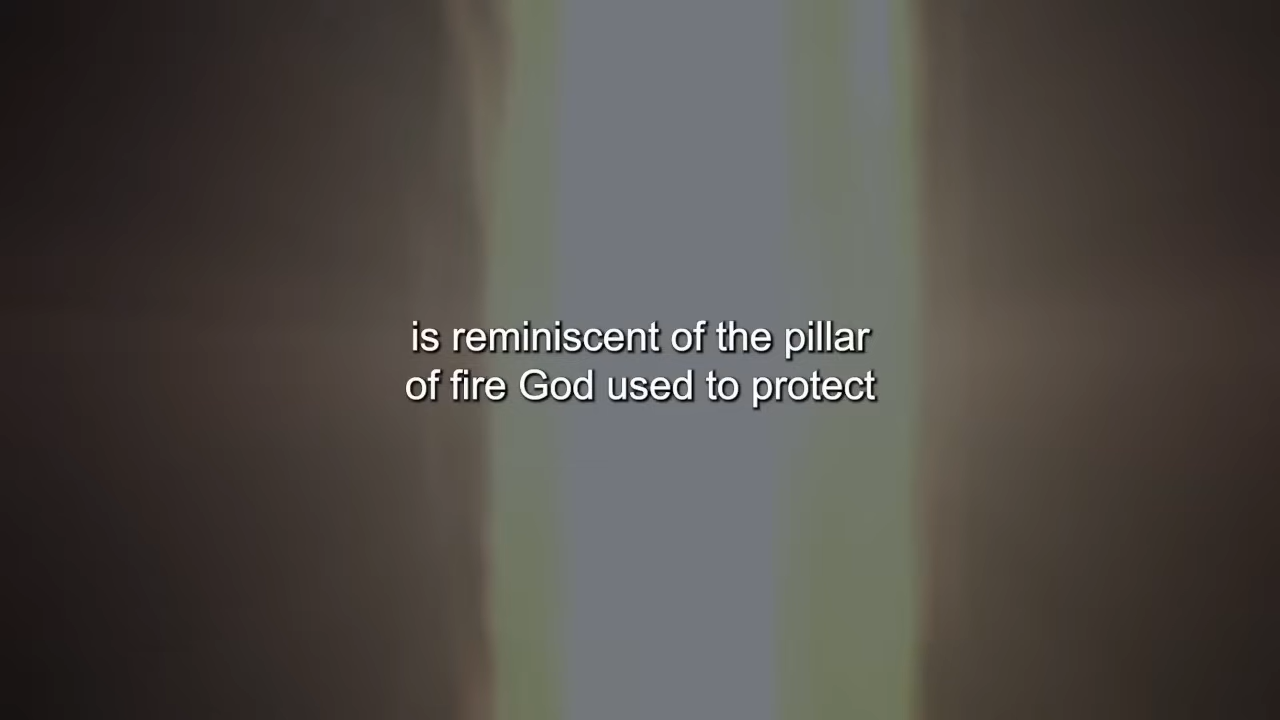 is reminiscent of the pillar
of fire God used to protect